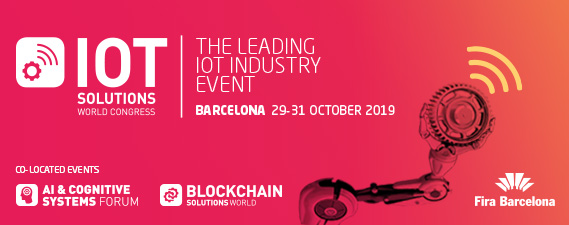 IOT
SOLUTIONS
WORLD CONGRESS
THE LEADING
IOT INDUSTRY
EVENT
BARCELONA 29-31 OCTOBER 2019
CO-LOCATED EVENTS
AI & COGNITIVE
SYSTEMS FORUM
BLOCKCHAIN
SOLUTIONS WORLD
Fira Barcelona